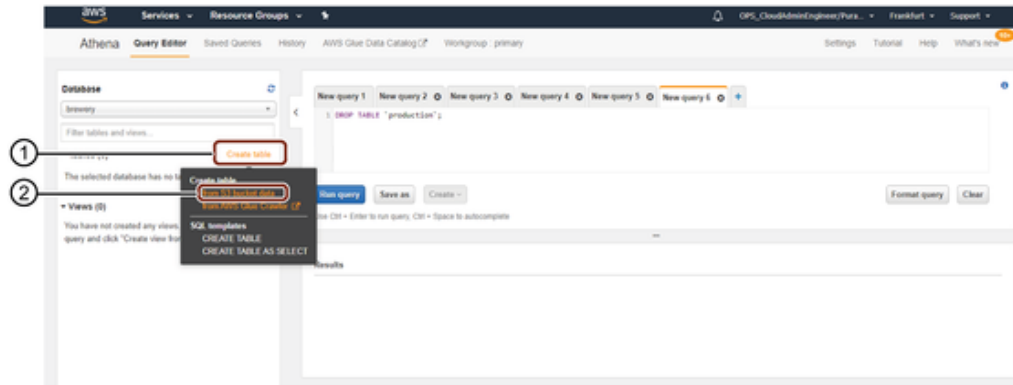 aws Services Resource Groups OPS_CloudAdminEngineer/Pura... Frankfurt Support
Athena Query Editor Saved Queries History AWS Glue Data Catalog Workgroup : primary Settings Tutorial Help What's new
Database
brewery
Filter tables and views...
New query 1 New query 2 New query 3 New query 4 New query 5 New query 6 +
1 DROP TABLE `production`;
1 Create table
The selected database has no ta
Create table
2 from S3 bucket data
from AWS Glue Crawler
Views (0)
You have not created any views.
query and click "Create view from
SQL templates
CREATE TABLE
CREATE TABLE AS SELECT
Run query Save as Create Format query Clear
Use Ctrl + Enter to run query, Ctrl + Space to autocomplete
Results